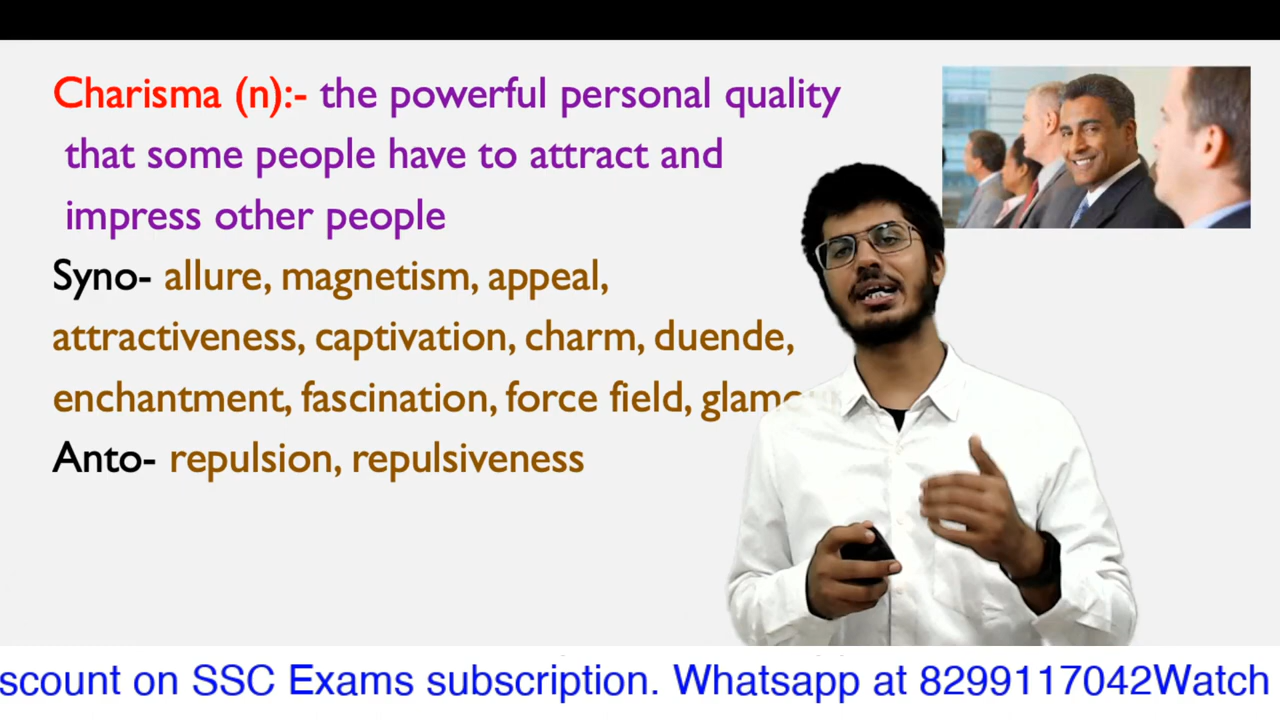 Charisma (n):- the powerful personal quality
that some people have to attract and
impress other people
Syno- allure, magnetism, appeal,
attractiveness, captivation, charm, duende,
enchantment, fascination, force field, glamour
Anto- repulsion, repulsiveness
scount on SSC Exams subscription. Whatsapp at 8299117042Watch